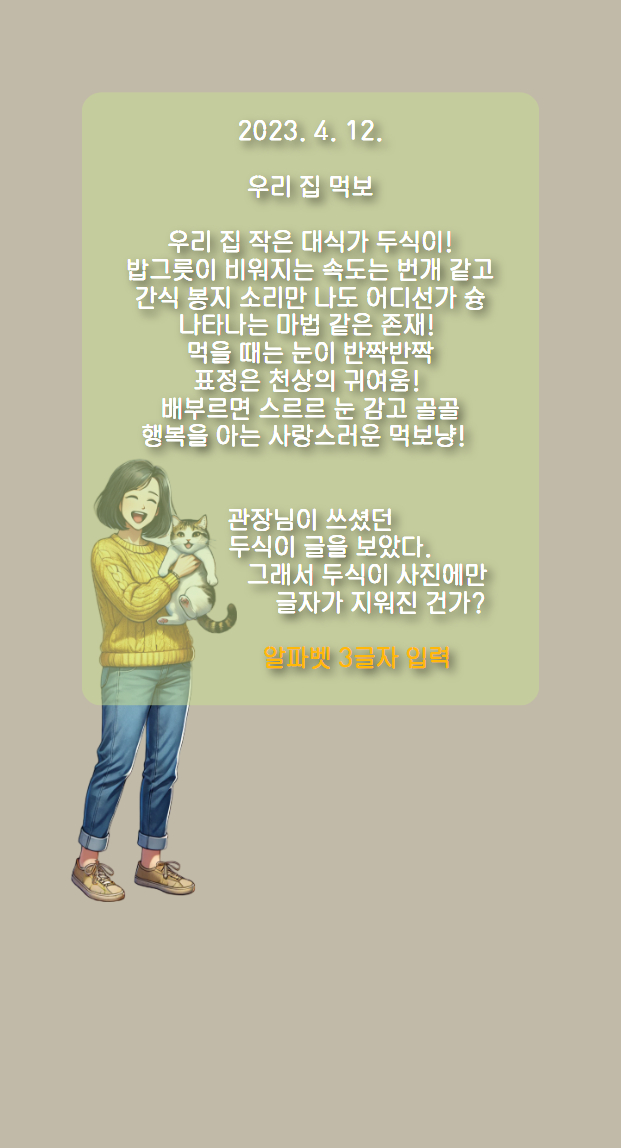 2023. 4. 12.
우리 집 먹보
우리 집 작은 대식가 두식이!
밥그릇이 비워지는 속도는 번개 같고
간식 봉지 소리만 나도 어디선가 슝
나타나는 마법 같은 존재!
먹을 때는 눈이 반짝반짝
표정은 천상의 귀여움!
배부르면 스르르 눈 감고 골골
행복을 아는 사랑스러운 먹보냥!
관장님이 쓰셨던
두식이 글을 보았다.
그래서 두식이 사진에만
글자가 지워진 건가?
알파벳 3글자 입력